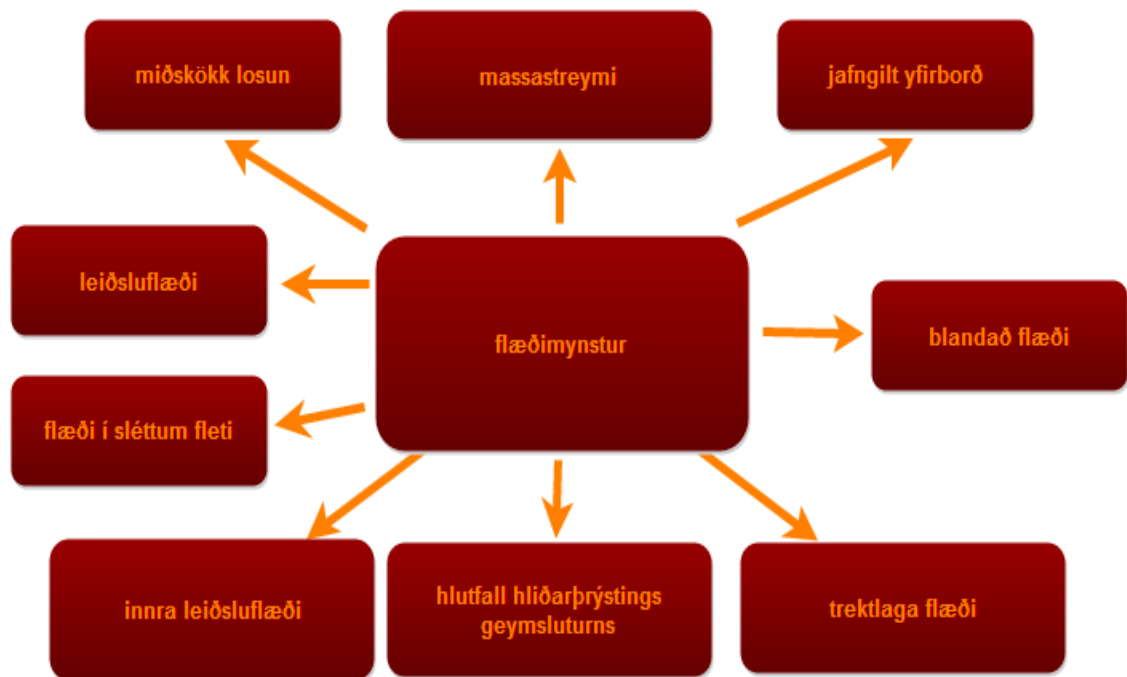 miðskökk losun
massastreymi
jafngilt yfirborð
leiðsluflæði
flæðimynstur
blandað flæði
flæði í sléttum fleti
innra leiðsluflæði
hlutfall hliðarþrýstings
geymsluturns
trektlaga flæði